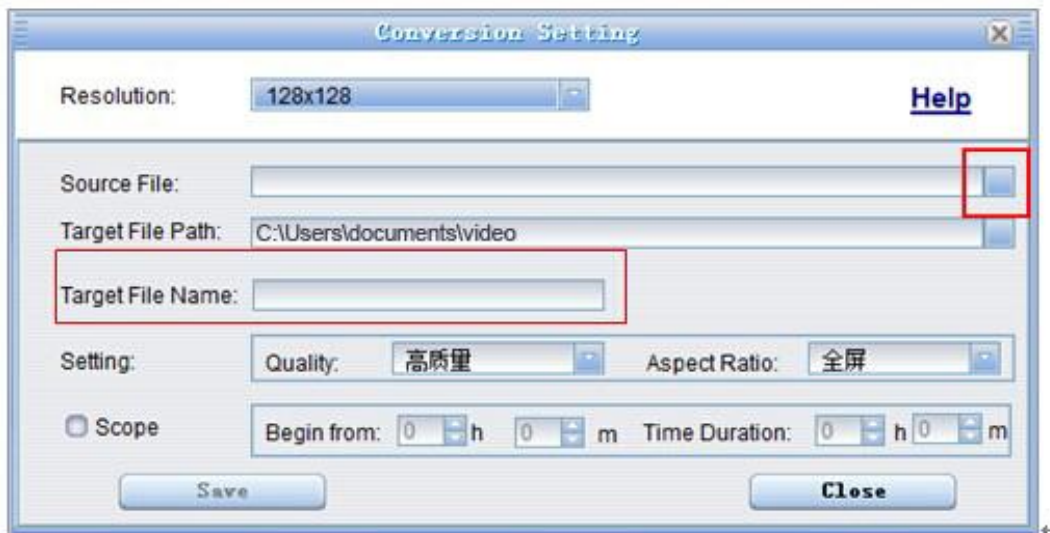 Conversion Setting
Resolution: 128x128 Help
Source File:
Target File Path: C:\Users\documents\video
Target File Name:
Setting: Quality: 高质量 Aspect Ratio: 全屏
Scope Begin from: 0 h 0 m Time Duration: 0 h 0 m
Save Close